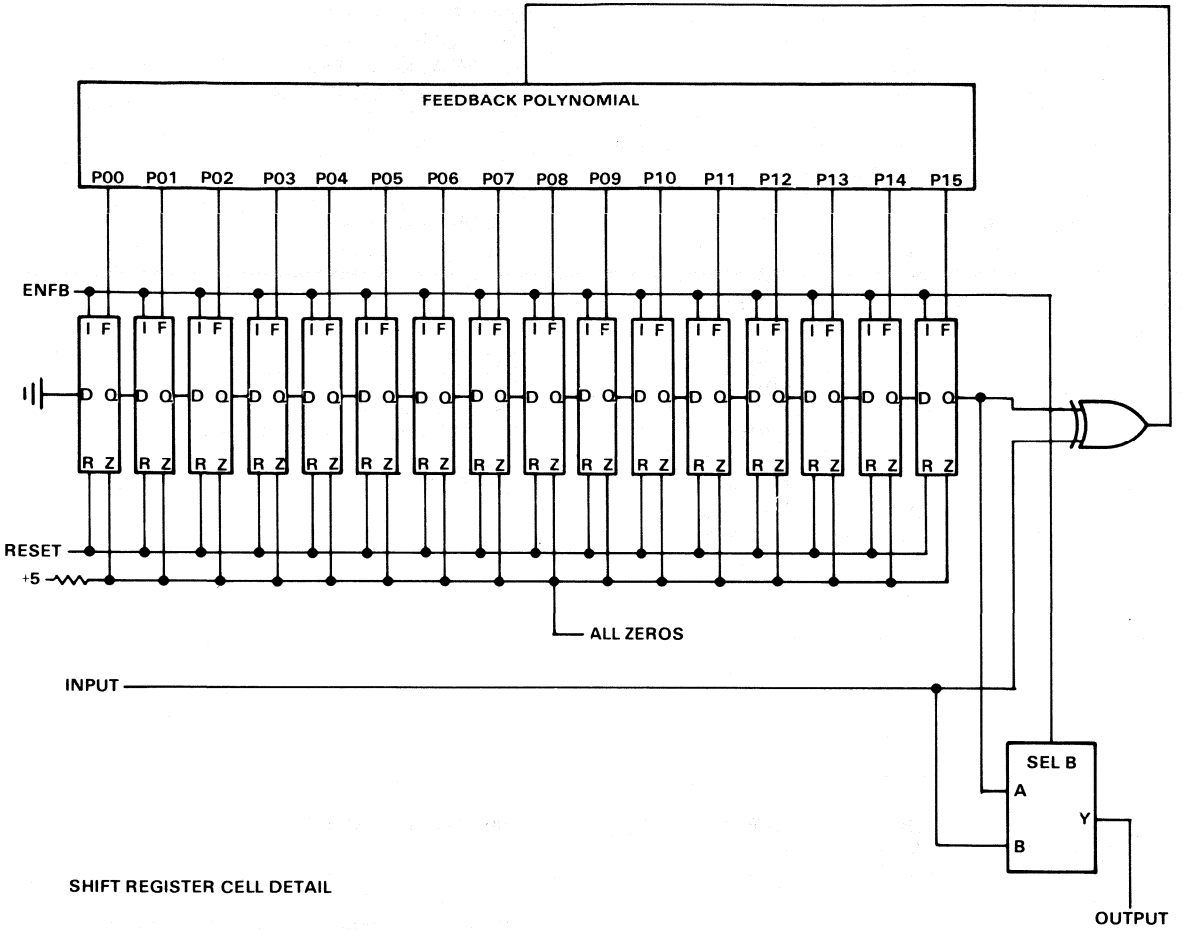 FEEDBACK POLYNOMIAL
P00 P01 P02 P03 P04 P05 P06 P07 P08 P09 P10 P11 P12 P13 P14 P15
ENFB
I F I F I F I F I F I F I F I F I F I F I F I F I F I F I F I F
D Q D Q D Q D Q D Q D Q D Q D Q D Q D Q D Q D Q D Q D Q D Q D Q
R Z R Z R Z R Z R Z R Z R Z R Z R Z R Z R Z R Z R Z R Z R Z R Z
RESET
+5
ALL ZEROS
INPUT
SEL B
A
Y
B
SHIFT REGISTER CELL DETAIL
OUTPUT